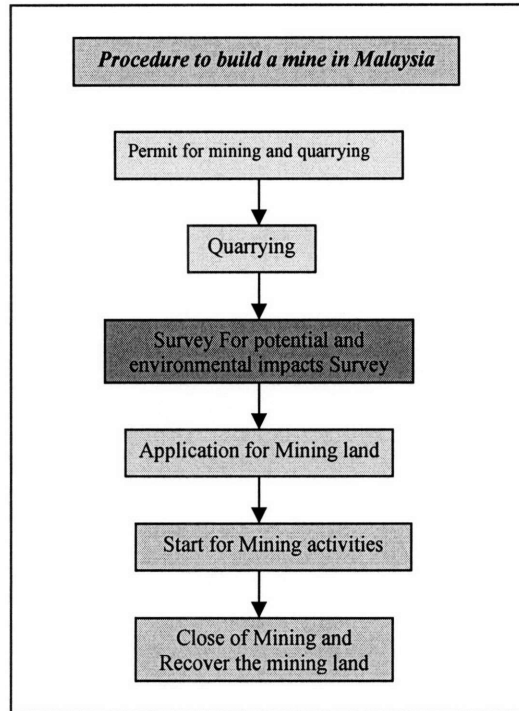 Procedure to build a mine in Malaysia
Permit for mining and quarrying
Quarrying
Survey For potential and
environmental impacts Survey
Application for Mining land
Start for Mining activities
Close of Mining and
Recover the mining land